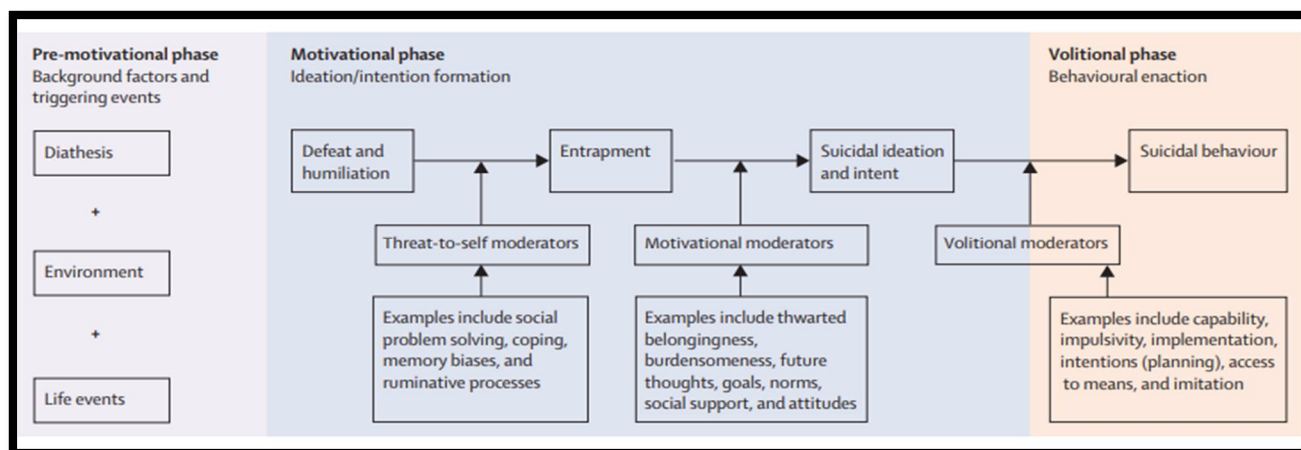 Pre-motivational phase
Background factors and
triggering events
Diathesis
+
Environment
+
Life events
Motivational phase
Ideation/intention formation
Defeat and
humiliation
Entrapment
Suicidal ideation
and intent
Threat-to-self moderators
Motivational moderators
Volitional moderators
Examples include social
problem solving, coping,
memory biases, and
ruminative processes
Examples include thwarted
belongingness,
burdensomeness, future
thoughts, goals, norms,
social support, and attitudes
Volitional phase
Behavioural enaction
Suicidal behaviour
Examples include capability,
impulsivity, implementation,
intentions (planning), access
to means, and imitation